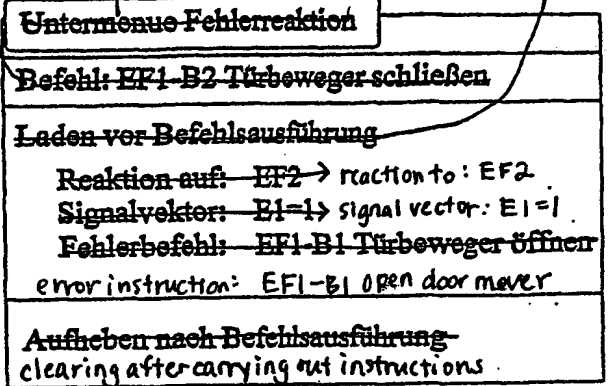 Untermenue Fehlerreaktion
Befehl: EF1-B2 Türbeweger schließen
Laden vor Befehlsausführung
Reaktion auf: EF2 → reaction to: EF2
Signalvektor: E1=1 → signal vector: E1=1
Fehlerbefehl: EF1-B1 Türbeweger öffnen
error instruction: EF1-B1 open door mover
Aufheben nach Befehlsausführung
clearing after carrying out instructions